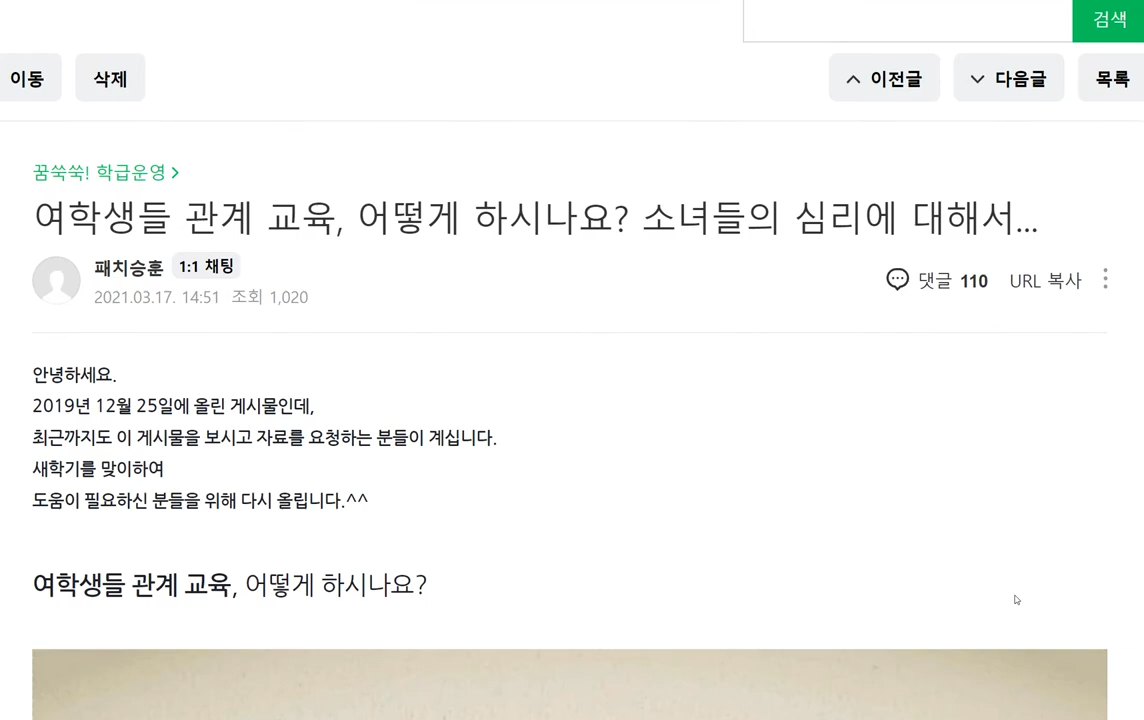 검색
이동
삭제
이전글
다음글
목록
꿈쑥쑥! 학급운영
여학생들 관계 교육, 어떻게 하시나요? 소녀들의 심리에 대해서...
패치승훈 1:1 채팅
2021.03.17. 14:51 조회 1,020
댓글 110 URL 복사
안녕하세요.
2019년 12월 25일에 올린 게시물인데,
최근까지도 이 게시물을 보시고 자료를 요청하는 분들이 계십니다.
새학기를 맞이하여
도움이 필요하신 분들을 위해 다시 올립니다.^^
여학생들 관계 교육, 어떻게 하시나요?